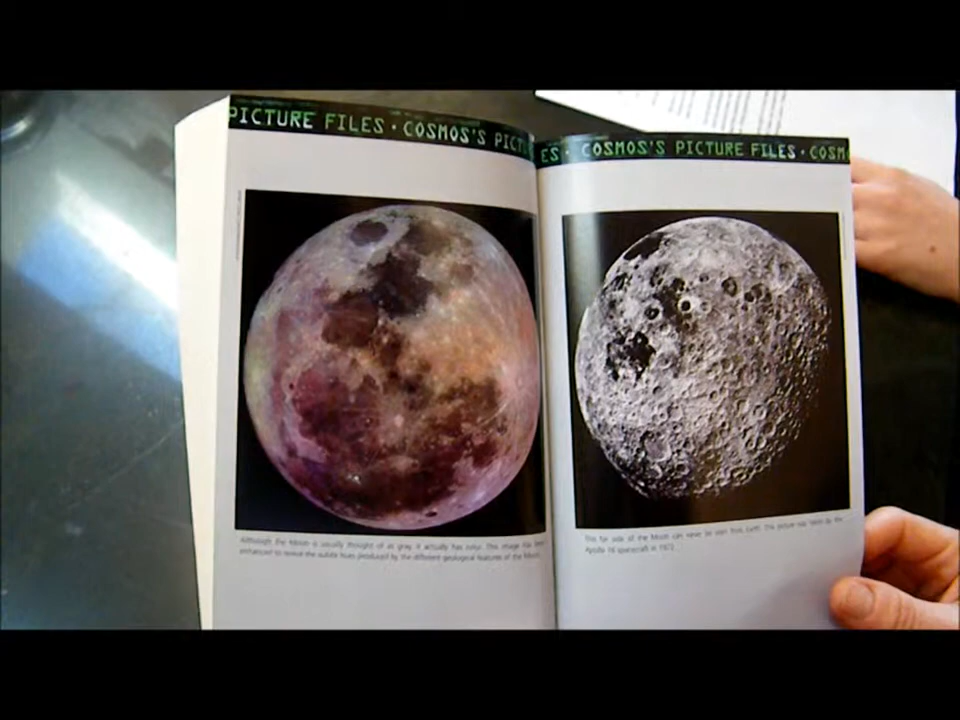 PICTURE FILES · COSMOS'S PICTU
ES · COSMOS'S PICTURE FILES · COSM
Although the Moon is usually thought of as gray, it actually has color. This image has been
enhanced to reveal the subtle hues produced by the different geological features of the Moon.
The far side of the Moon can never be seen from Earth. This picture was taken by the
Apollo 16 spacecraft in 1972.